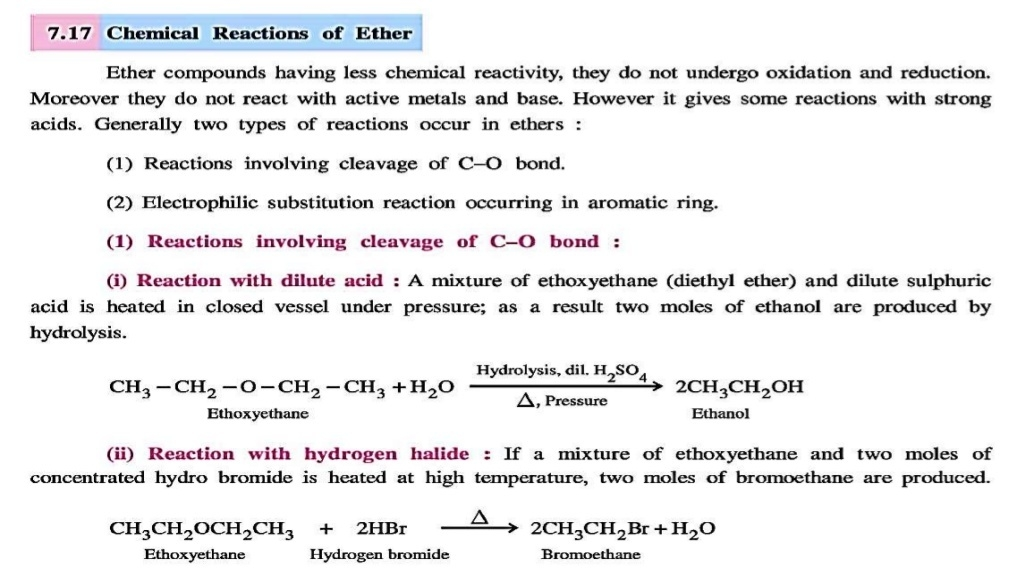 7.17 Chemical Reactions of Ether
Ether compounds having less chemical reactivity, they do not undergo oxidation and reduction.
Moreover they do not react with active metals and base. However it gives some reactions with strong
acids. Generally two types of reactions occur in ethers :
(1) Reactions involving cleavage of C–O bond.
(2) Electrophilic substitution reaction occurring in aromatic ring.
(1) Reactions involving cleavage of C–O bond :
(i) Reaction with dilute acid : A mixture of ethoxyethane (diethyl ether) and dilute sulphuric
acid is heated in closed vessel under pressure; as a result two moles of ethanol are produced by
hydrolysis.
CH₃ – CH₂ – O – CH₂ – CH₃ + H₂O Hydrolysis, dil. H₂SO₄ → 2CH₃CH₂OH
Δ, Pressure
Ethoxyethane Ethanol
(ii) Reaction with hydrogen halide : If a mixture of ethoxyethane and two moles of
concentrated hydro bromide is heated at high temperature, two moles of bromoethane are produced.
CH₃CH₂OCH₂CH₃ + 2HBr Δ → 2CH₃CH₂Br + H₂O
Ethoxyethane Hydrogen bromide Bromoethane